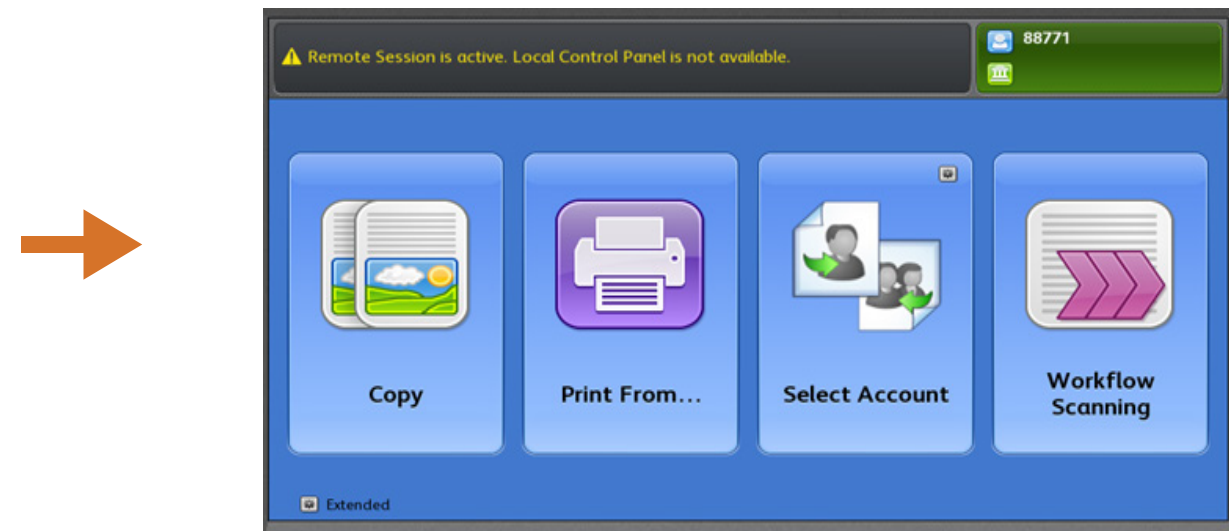 Remote Session is active. Local Control Panel is not available.
88771
Copy
Print From...
Select Account
Workflow
Scanning
Extended